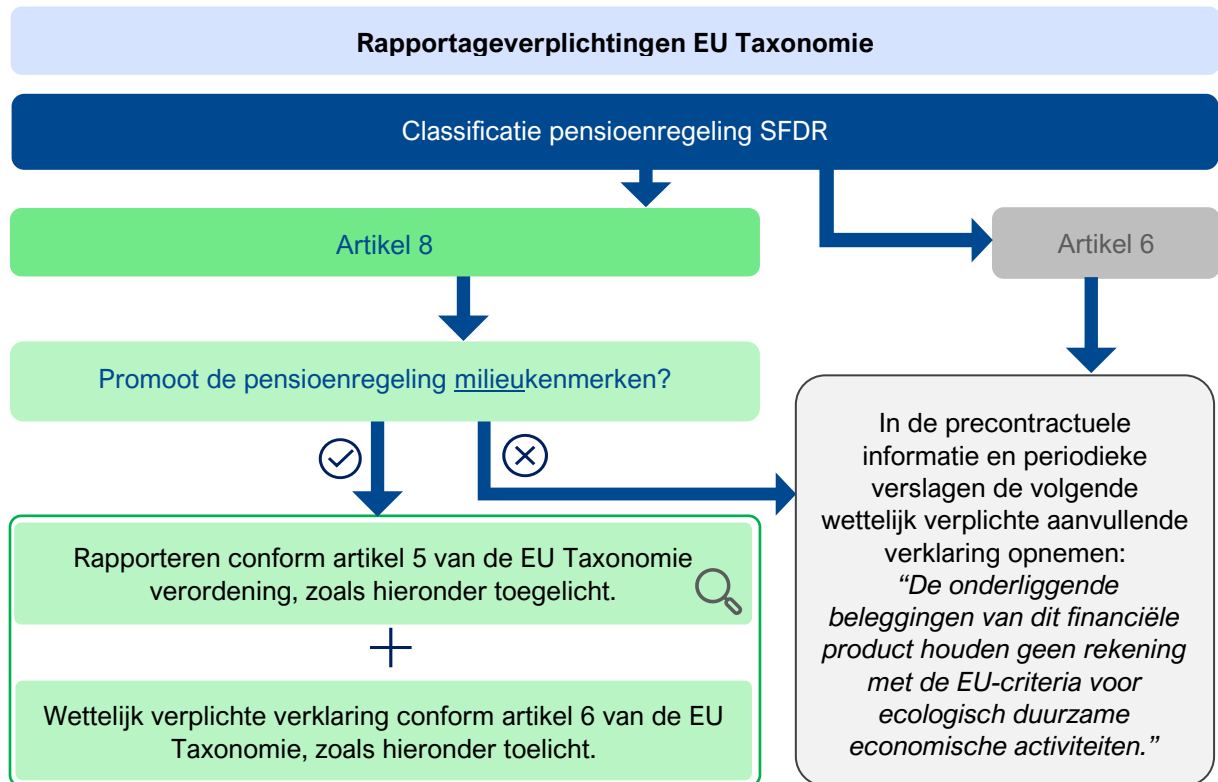 Rapportageverplichtingen EU Taxonomie
Classificatie pensioenregeling SFDR
Artikel 8
Artikel 6
Promoot de pensioenregeling milieukenmerken?
Rapporteren conform artikel 5 van de EU Taxonomie
verordening, zoals hieronder toegelicht.
Wettelijk verplichte verklaring conform artikel 6 van de EU
Taxonomie, zoals hieronder toelicht.
In de precontractuele
informatie en periodieke
verslagen de volgende
wettelijk verplichte aanvullende
verklaring opnemen:
“De onderliggende
beleggingen van dit financiële
product houden geen rekening
met de EU-criteria voor
ecologisch duurzame
economische activiteiten.”